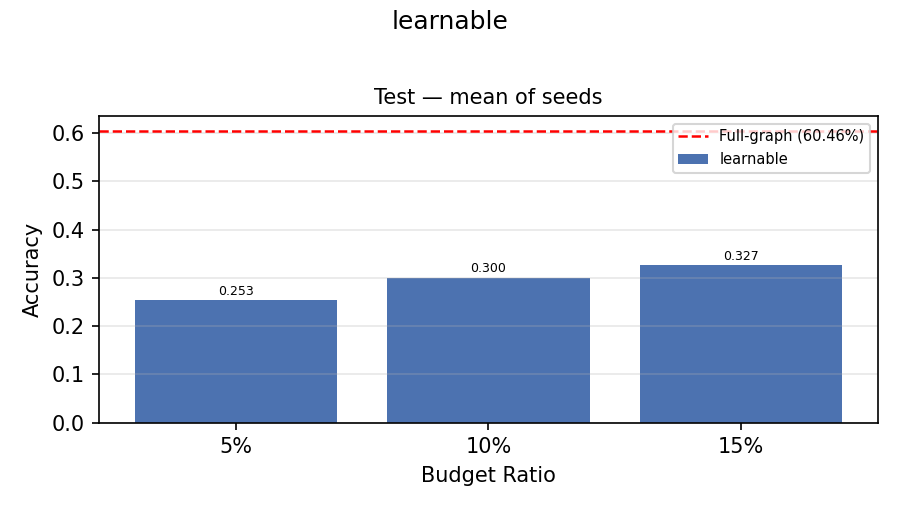 learnable
Test — mean of seeds
Accuracy
0.6
0.5
0.4
0.3
0.2
0.1
0.0
Full-graph (60.46%)
learnable
0.253
0.300
0.327
5%
10%
15%
Budget Ratio